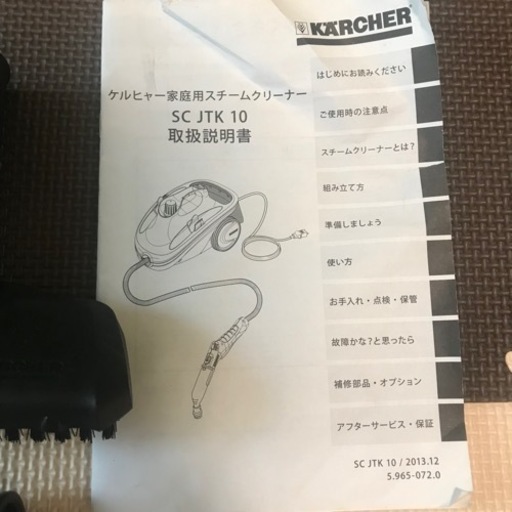 KÄRCHER
ケルヒャー家庭用スチームクリーナー
SC JTK 10
取扱説明書
はじめにお読みください
ご使用時の注意点
スチームクリーナーとは?
組み立て方
準備しましょう
使い方
お手入れ・点検・保管
故障かな?と思ったら
補修部品・オプション
アフターサービス・保証
SC JTK 10 / 2013.12
5.965-072.0